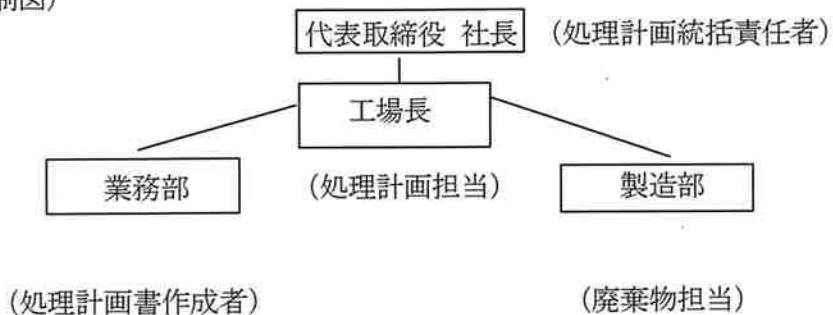 制図)
代表取締役 社長 (処理計画統括責任者)
工場長
業務部 (処理計画担当) 製造部
(処理計画書作成者) (廃棄物担当)